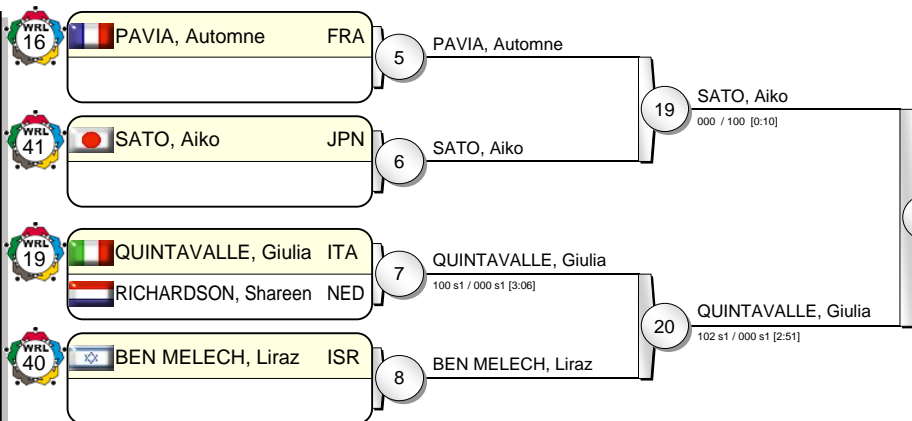 WRL
16
PAVIA, Automne FRA
5
PAVIA, Automne
WRL
41
SATO, Aiko JPN
6
SATO, Aiko
19
SATO, Aiko
000 / 100 [0:10]
WRL
19
QUINTAVALLE, Giulia ITA
RICHARDSON, Shareen NED
7
QUINTAVALLE, Giulia
100 s1 / 000 s1 [3:06]
WRL
40
BEN MELECH, Liraz ISR
8
BEN MELECH, Liraz
20
QUINTAVALLE, Giulia
102 s1 / 000 s1 [2:51]